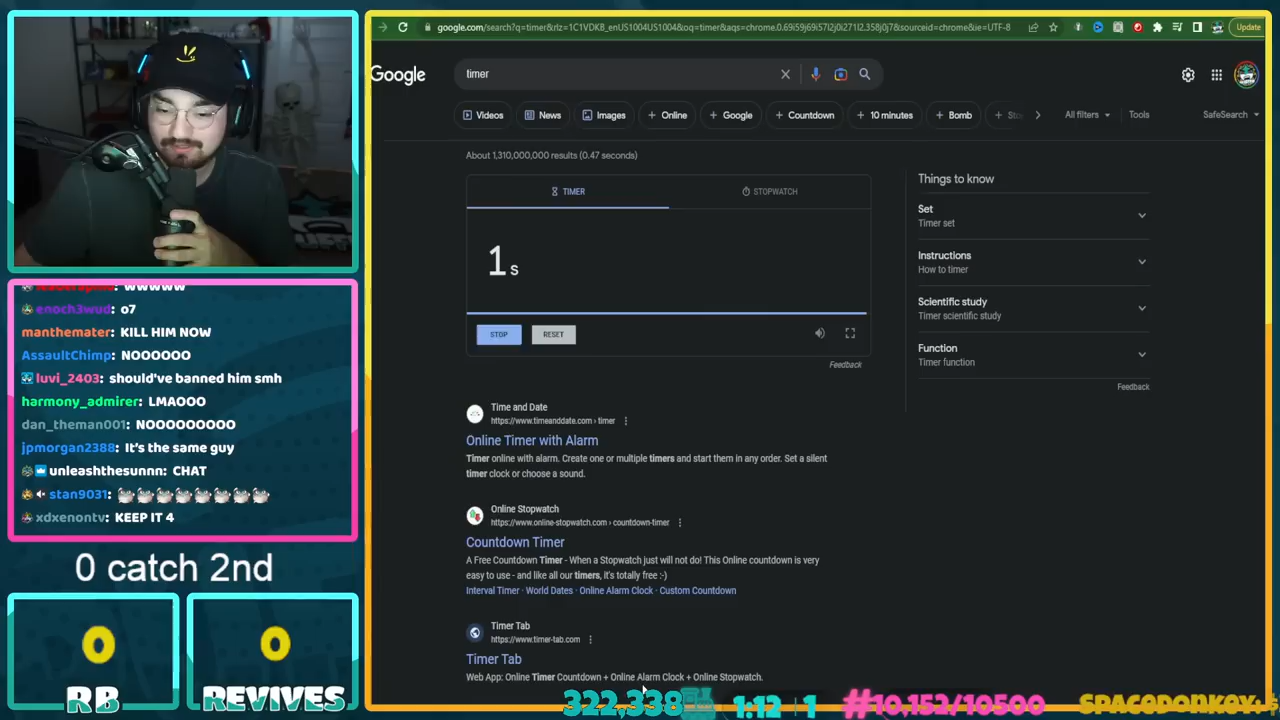 wwwww
enoch3wud: o7
manthemater: KILL HIM NOW
AssaultChimp: NOOOOOO
luvi_2403: should've banned him smh
harmony_admirer: LMAOOO
dan_theman001: NOOOOOOOO
jpmorgan2388: It's the same guy
unleashthesunnn: CHAT
stan9031:
xdxenontv: KEEP IT 4
0 catch 2nd
0
RB
0
REVIVES
google.com/search?q=timer&rlz=1C1VDKB_enUS1004US1004&oq=timer&aqs=chrome.0.69i59j69i57l2j0i271l2.358j0j7&sourceid=chrome&ie=UTF-8
Update
Google
timer
Videos
News
Images
+ Online
+ Google
+ Countdown
+ 10 minutes
+ Bomb
All filters
Tools
SafeSearch
About 1,310,000,000 results (0.47 seconds)
TIMER
STOPWATCH
1 s
STOP
RESET
Feedback
Time and Date
https://www.timeanddate.com › timer
Online Timer with Alarm
Timer online with alarm. Create one or multiple timers and start them in any order. Set a silent
timer clock or choose a sound.
Online Stopwatch
https://www.online-stopwatch.com › countdown-timer
Countdown Timer
A Free Countdown Timer - When a Stopwatch just will not do! This Online countdown is very
easy to use - and like all our timers, it's totally free :-)
Interval Timer · World Dates · Online Alarm Clock · Custom Countdown
Timer Tab
https://www.timer-tab.com
Timer Tab
Web App: Online Timer Countdown + Online Alarm Clock + Online Stopwatch.
Things to know
Set
Timer set
Instructions
How to timer
Scientific study
Timer scientific study
Function
Timer function
Feedback
322,338
1:12 | 1
#10,152/10500
SPACEDONKEY: